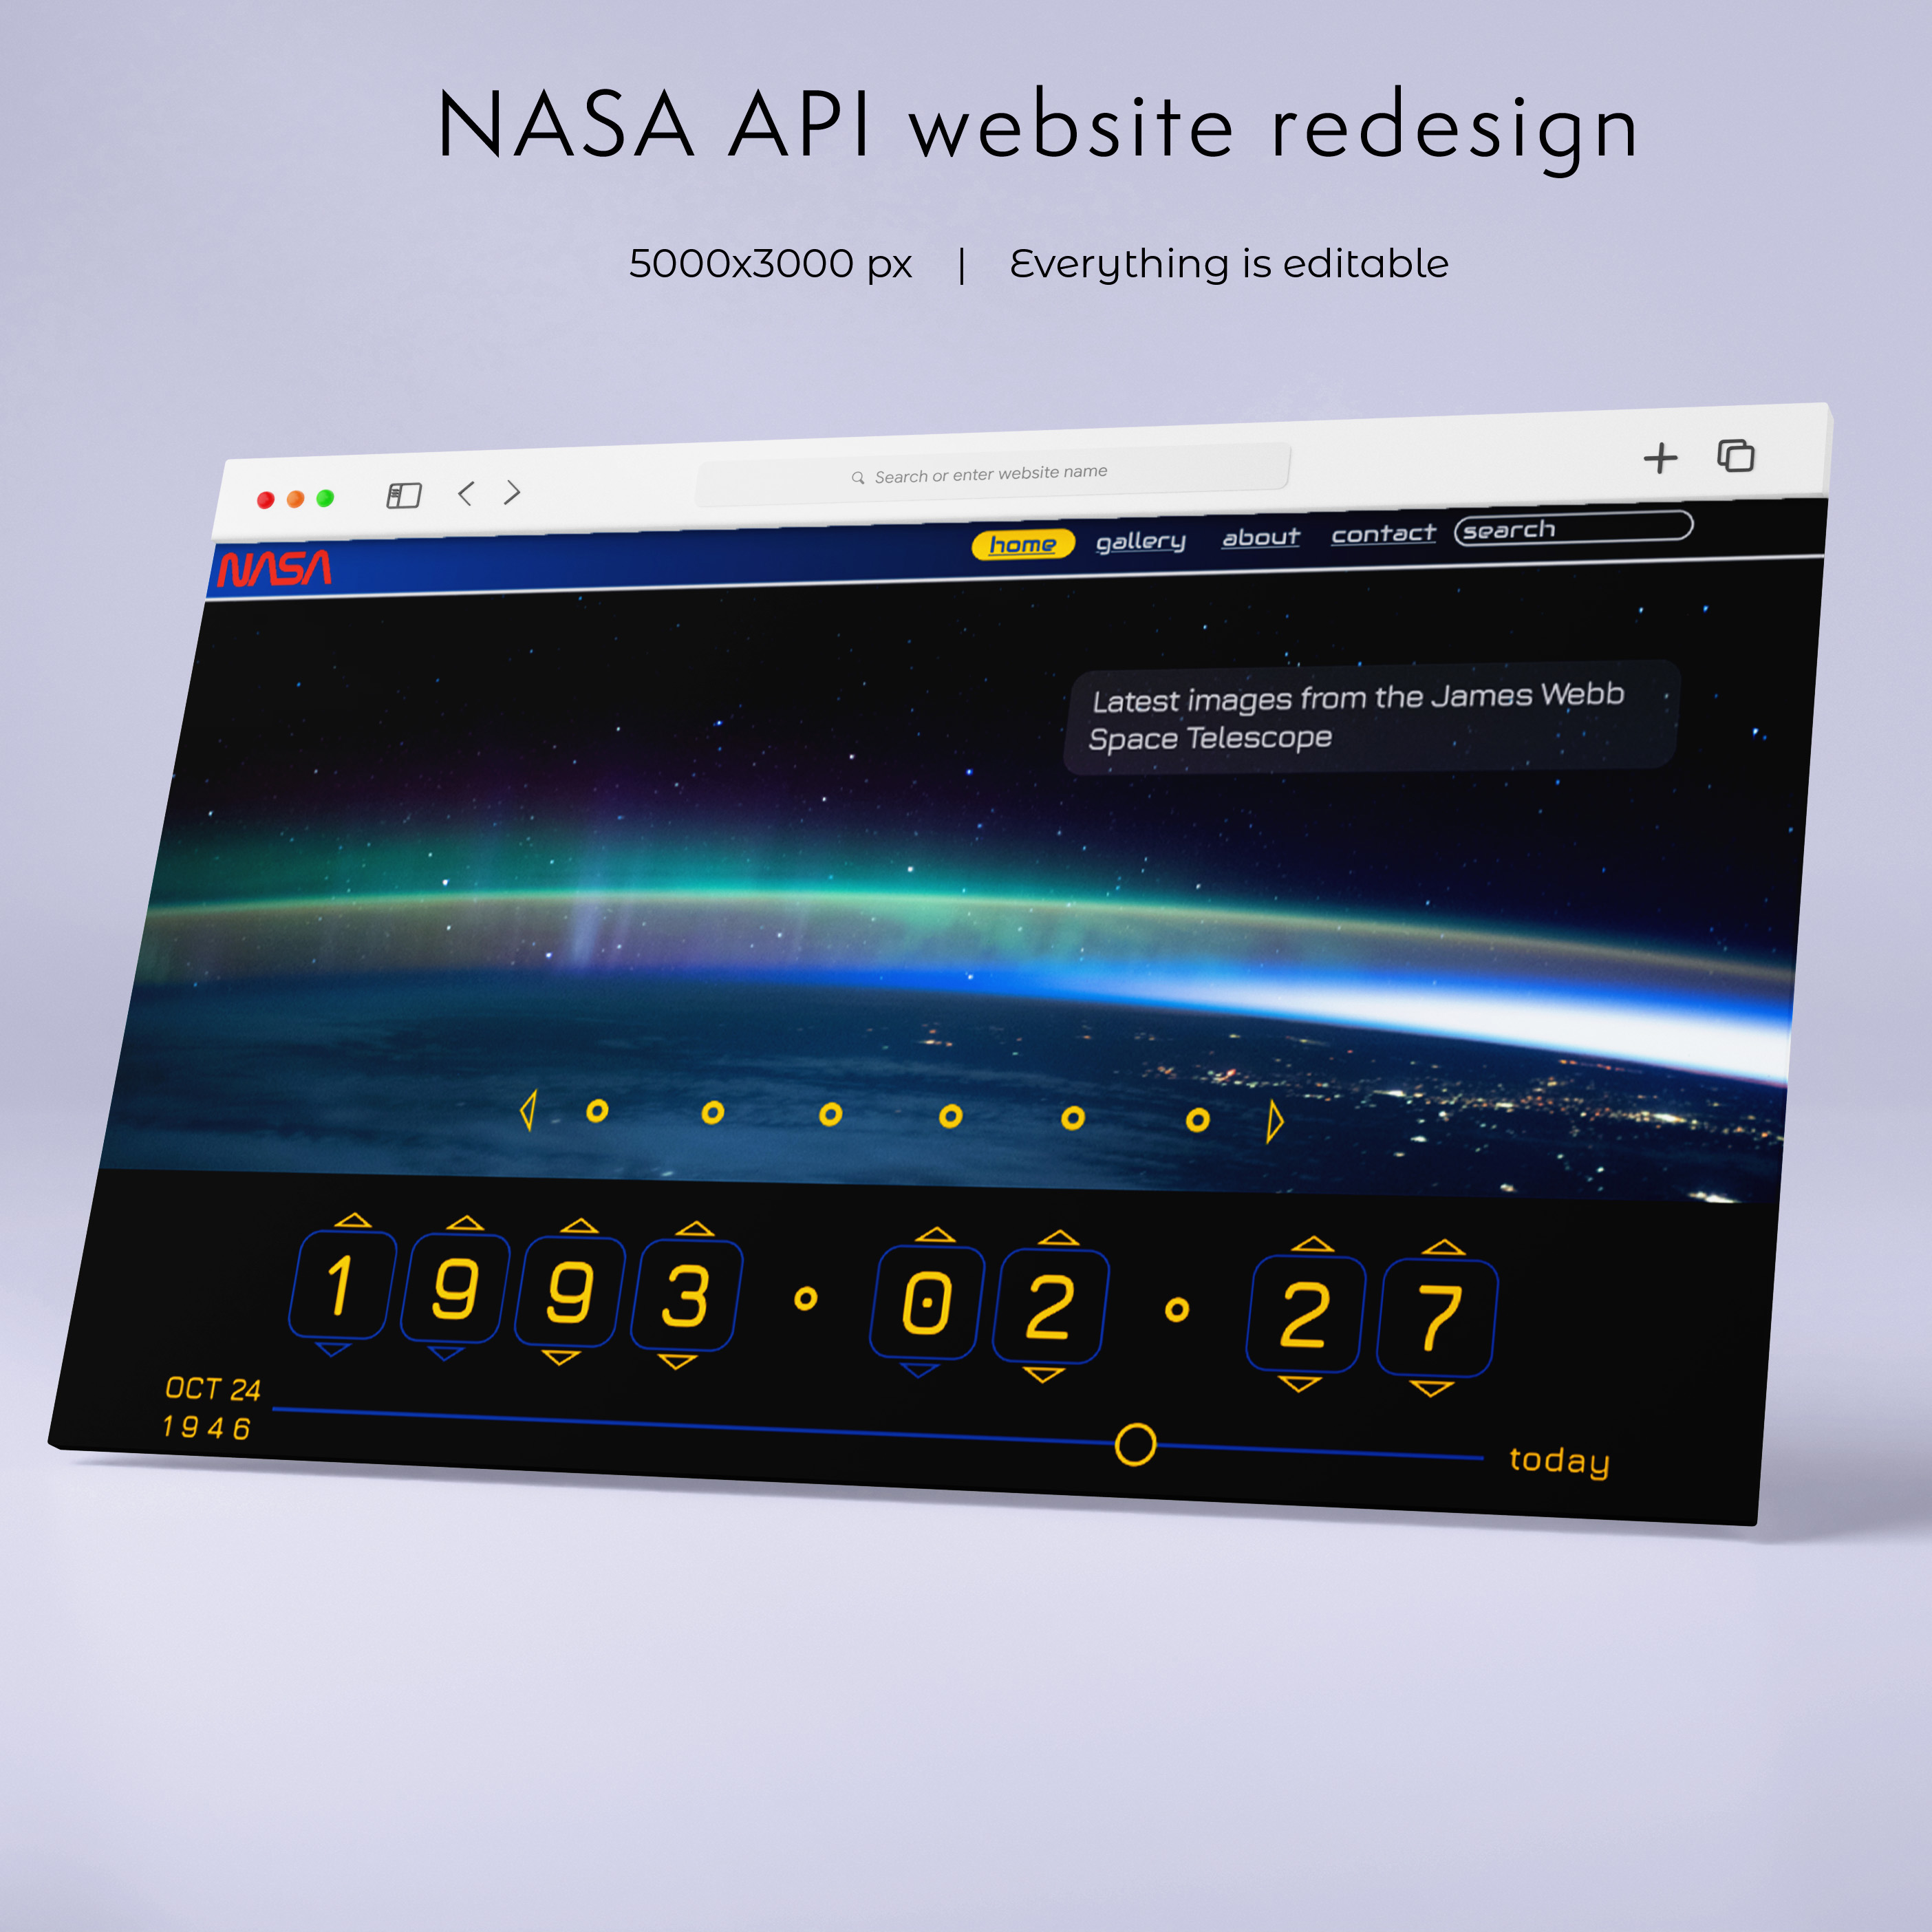 NASA API website redesign
5000x3000 px | Everything is editable
Search or enter website name
NASA home gallery about contact search
Latest images from the James Webb
Space Telescope
1 9 9 3 0 2 2 7
OCT 24
1946
today